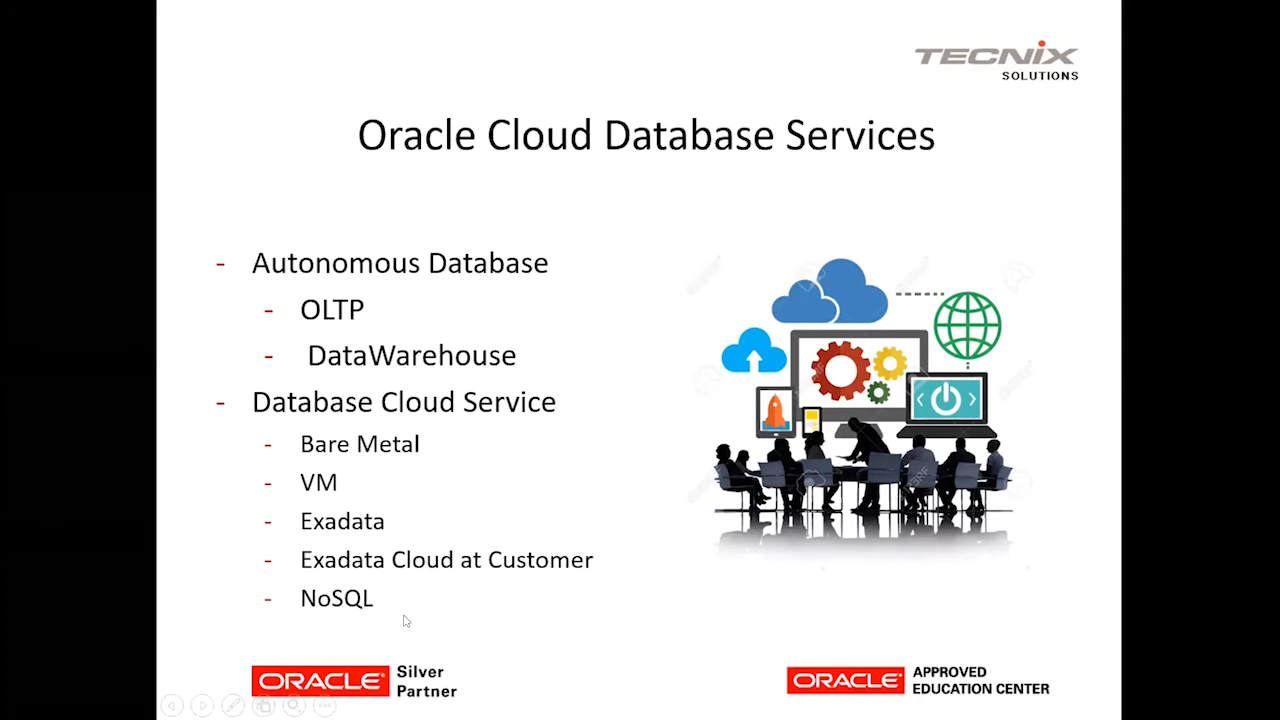 TECNIX
SOLUTIONS
Oracle Cloud Database Services
- Autonomous Database
- OLTP
- DataWarehouse
- Database Cloud Service
- Bare Metal
- VM
- Exadata
- Exadata Cloud at Customer
- NoSQL
ORACLE Silver
Partner
ORACLE APPROVED
EDUCATION CENTER